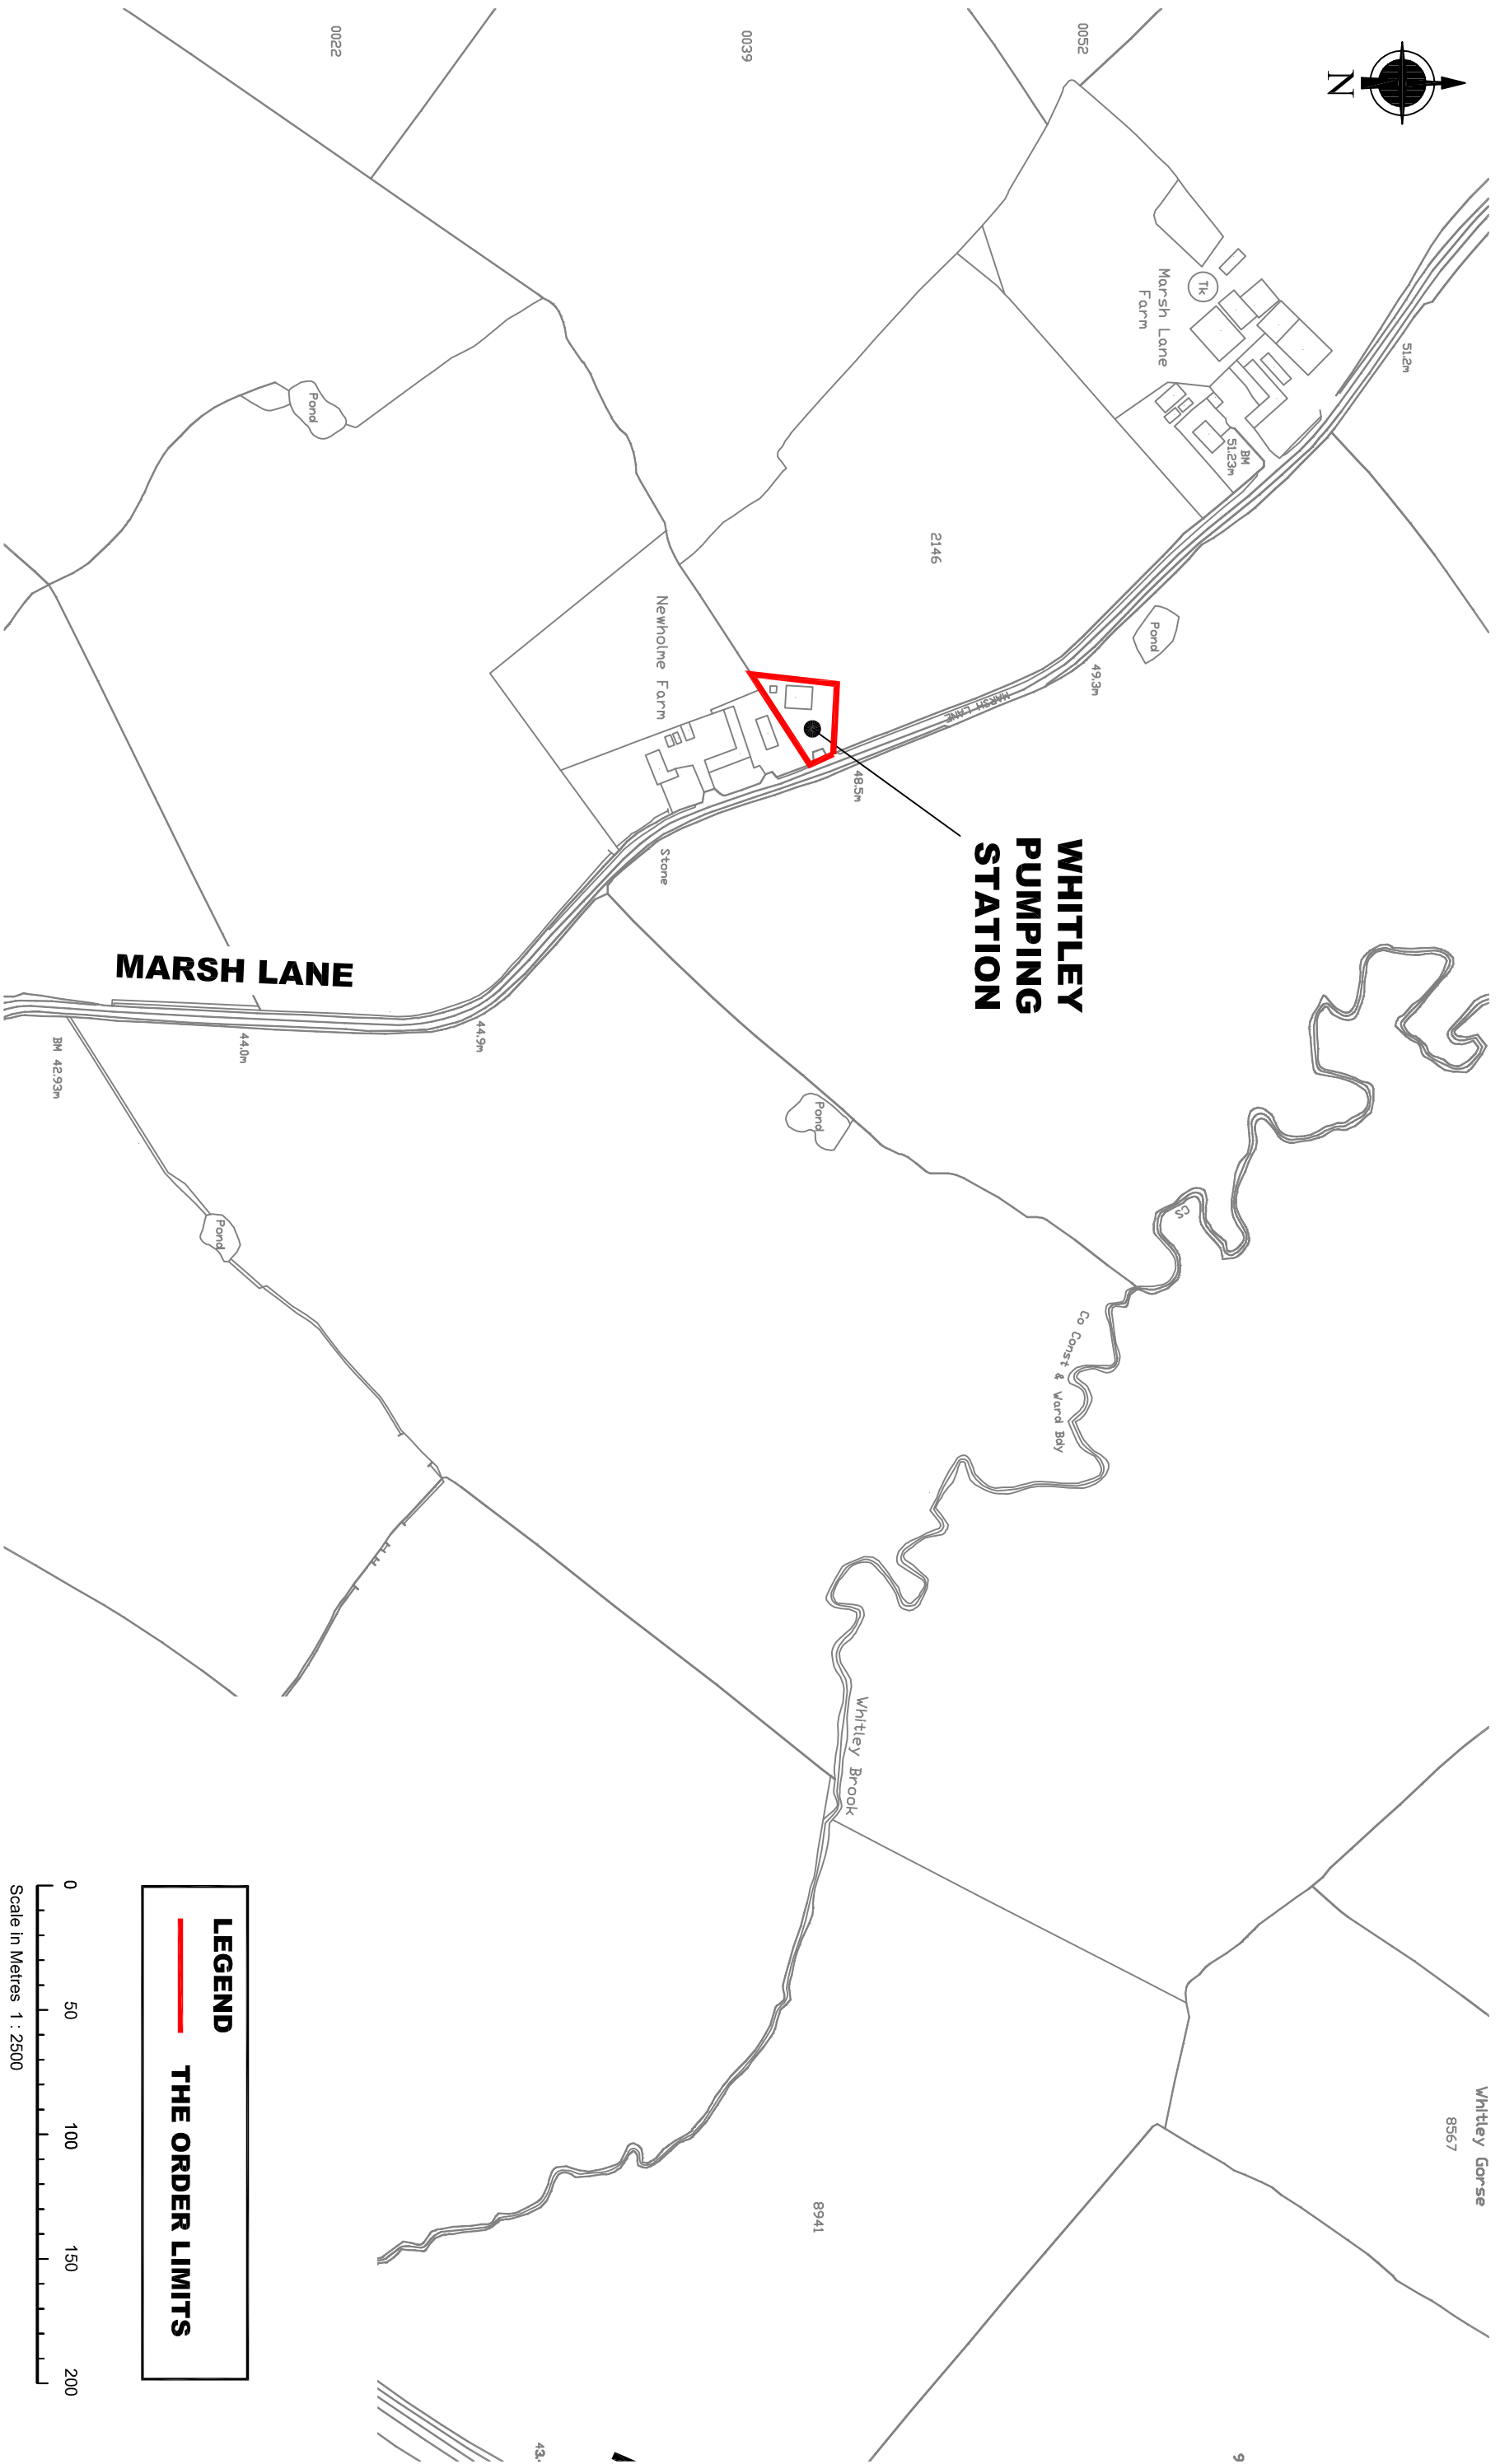 N
0052
0039
0022
51.2m
Marsh Lane
Farm
Tk
BM
51.23m
Pond
2146
Pond
49.3m
MARSH LANE
Newholme Farm
48.5m
WHITLEY
PUMPING
STATION
Stone
MARSH LANE
44.9m
44.0m
BM 42.93m
Pond
Pond
CS
Co Const & Ward Bdy
Whitley Brook
Whitley Gorse
8567
8941
43.
9
LEGEND
THE ORDER LIMITS
0 50 100 150 200
Scale in Metres 1 : 2500